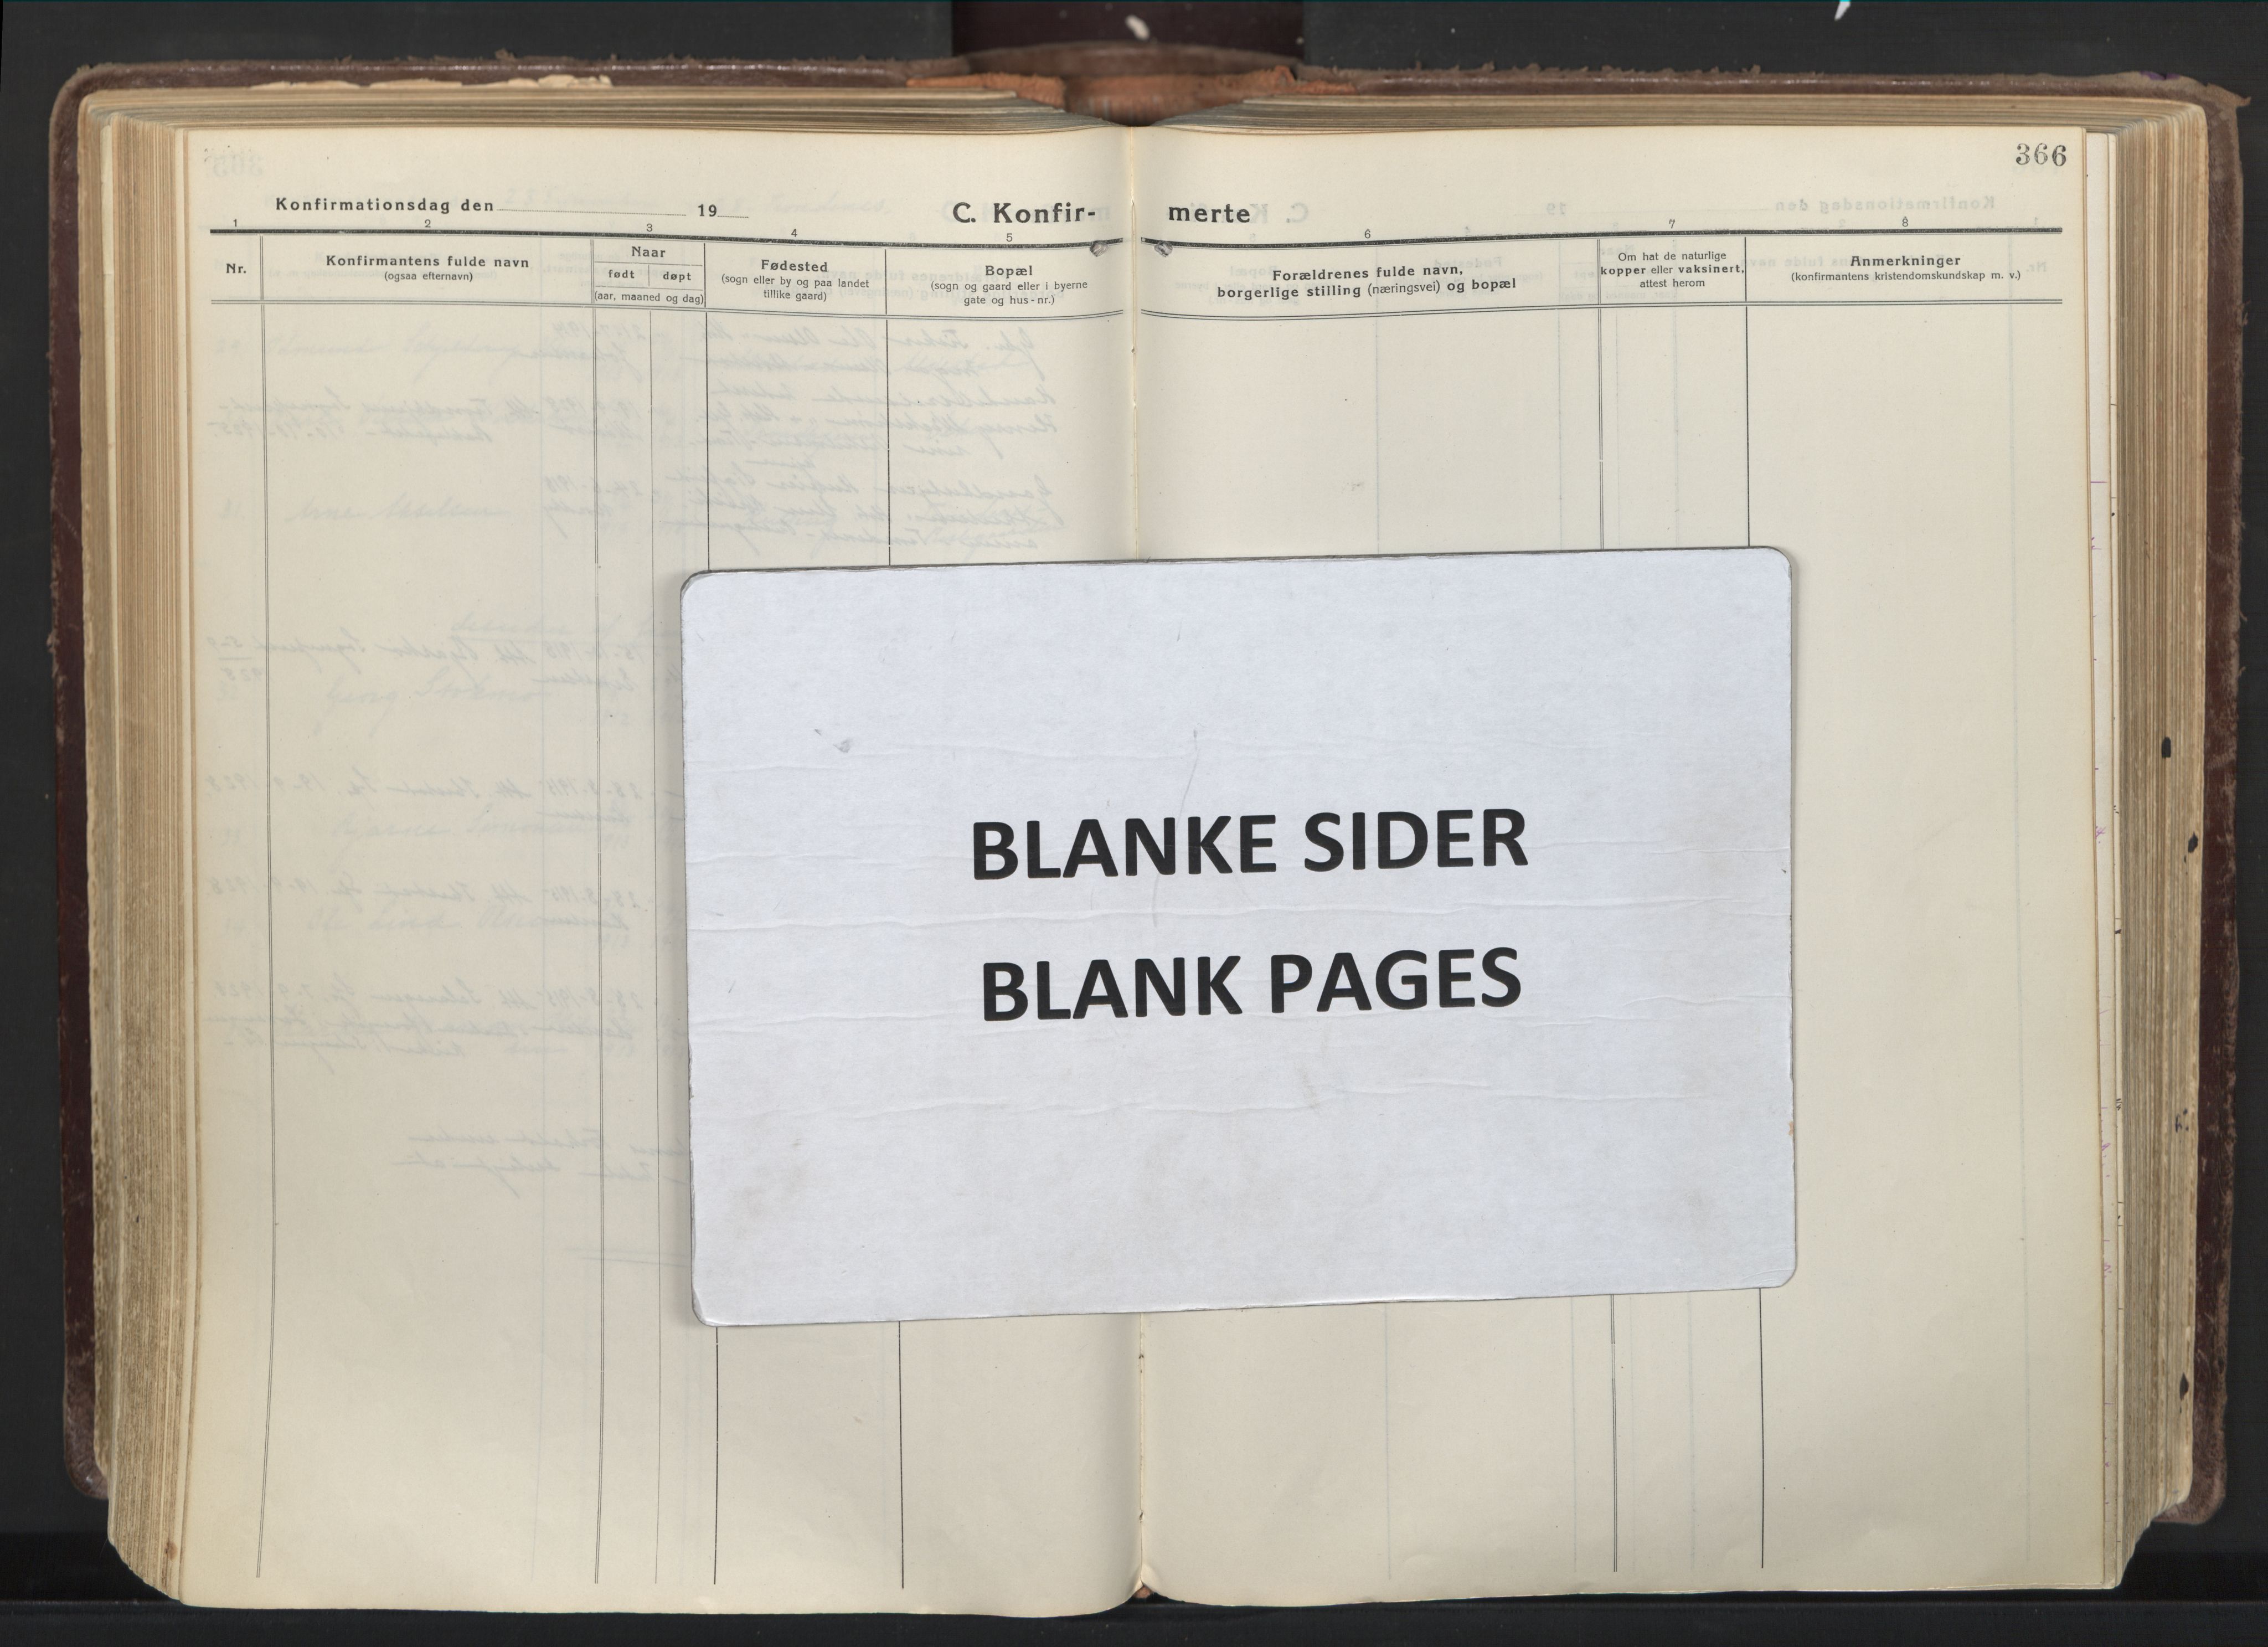 366
Konfirmationsdag den 19
C. Konfir- merte
1 2 3 4 5 6 7 8
Nr.
Konfirmantens fulde navn
(ogsaa efternavn)
Naar
født døpt
(aar, maaned og dag)
Fødested
(sogn eller by og paa landet
tillike gaard)
Bopæl
(sogn og gaard eller i byerne
gate og hus-nr.)
Forældrenes fulde navn,
borgerlige stilling (næringsvei) og bopæl
Om hat de naturlige
kopper eller vaksinert,
attest herom
Anmerkninger
(konfirmantens kristendomskundskap m. v.)
BLANKE SIDER
BLANK PAGES